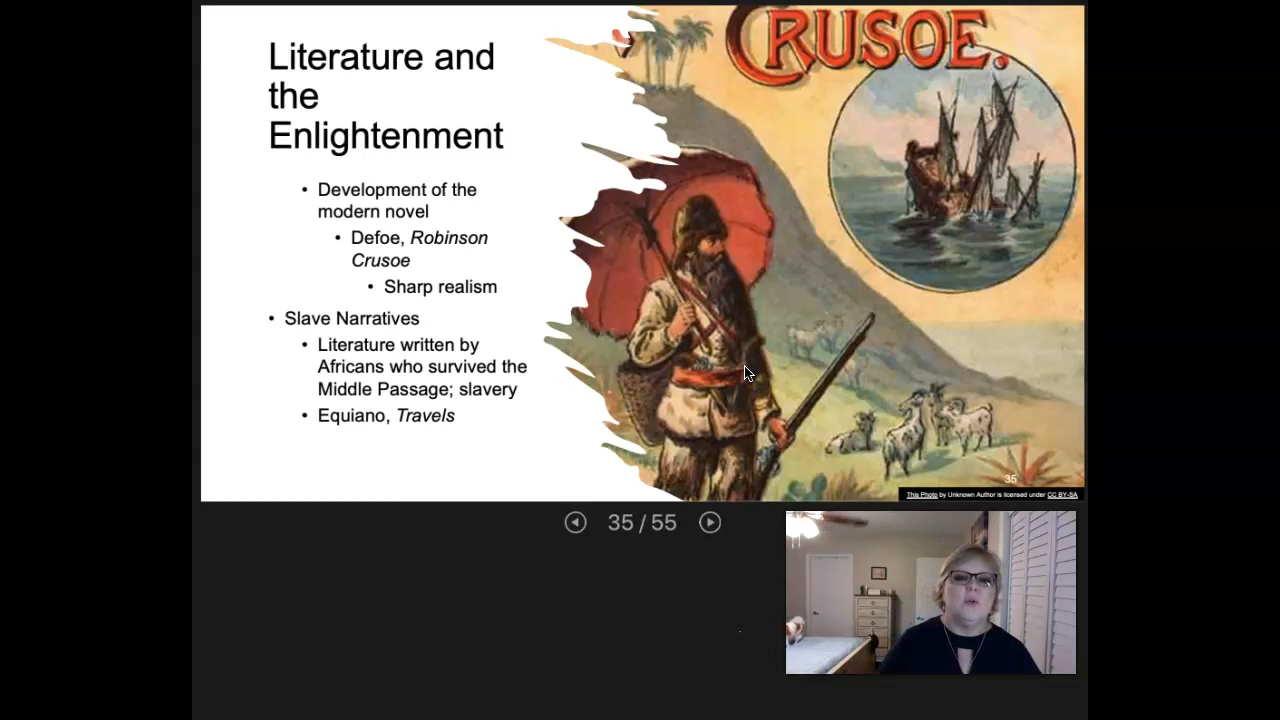 Literature and
the
Enlightenment
• Development of the
modern novel
• Defoe, Robinson
Crusoe
• Sharp realism
• Slave Narratives
• Literature written by
Africans who survived the
Middle Passage; slavery
• Equiano, Travels
CRUSOE.
35
This Photo by Unknown Author is licensed under CC BY-SA
35 / 55